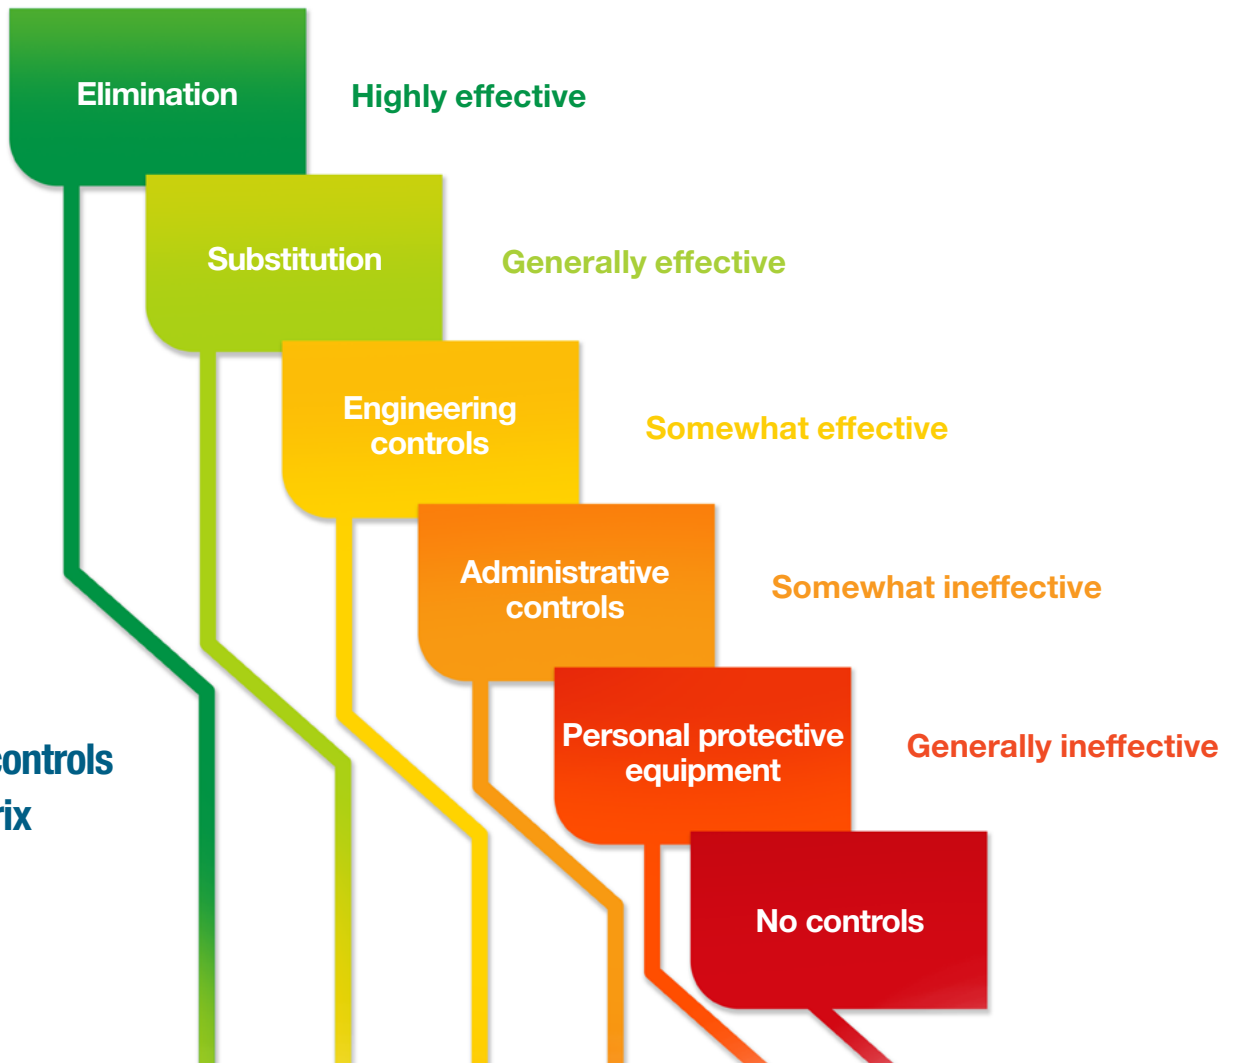 Elimination
Highly effective
Substitution
Generally effective
Engineering
controls
Somewhat effective
Administrative
controls
Somewhat ineffective
Personal protective
equipment
Generally ineffective
controls
rix
No controls